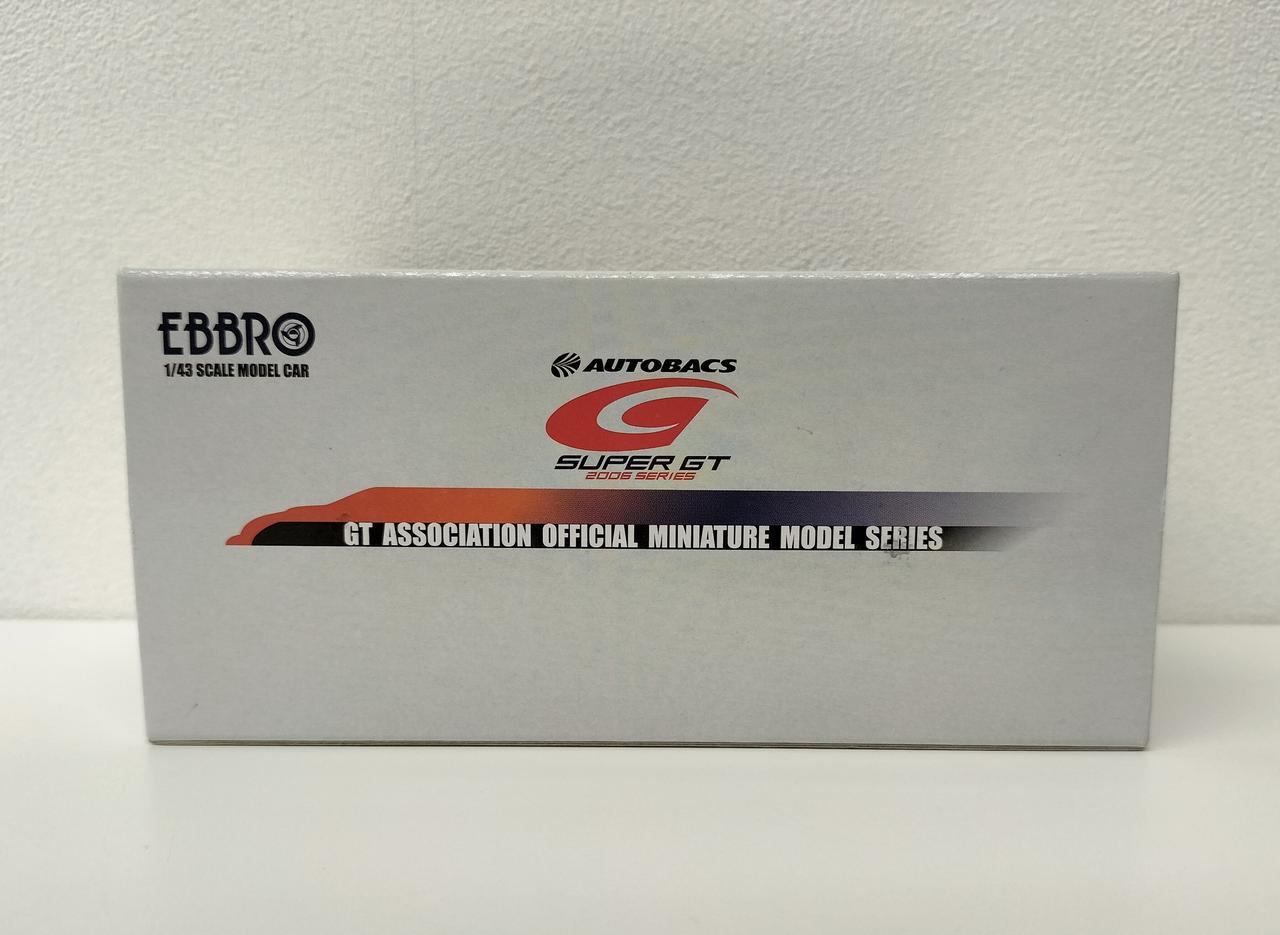 EBBRO
1/43 SCALE MODEL CAR
AUTOBACS
SUPER GT
2006 SERIES
GT ASSOCIATION OFFICIAL MINIATURE MODEL SERIES